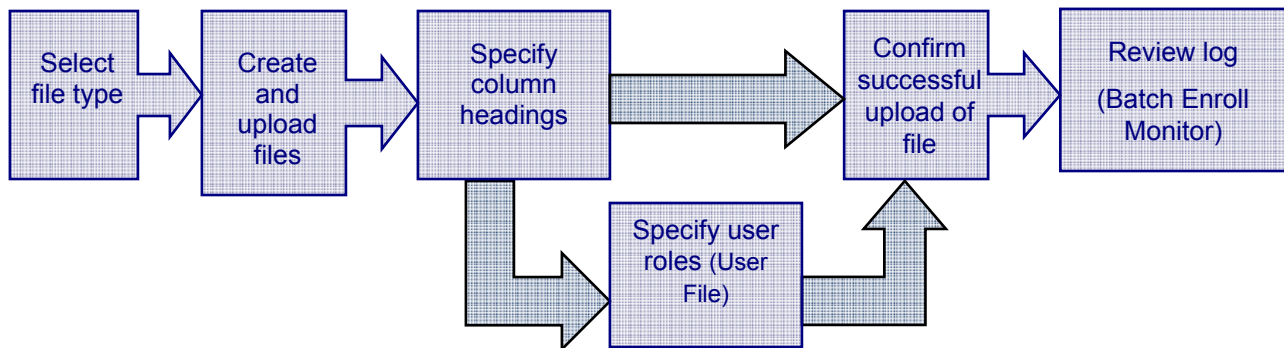 Select
file type
Create
and
upload
files
Specify
column
headings
Specify user
roles (User
File)
Confirm
successful
upload of
file
Review log
(Batch Enroll
Monitor)